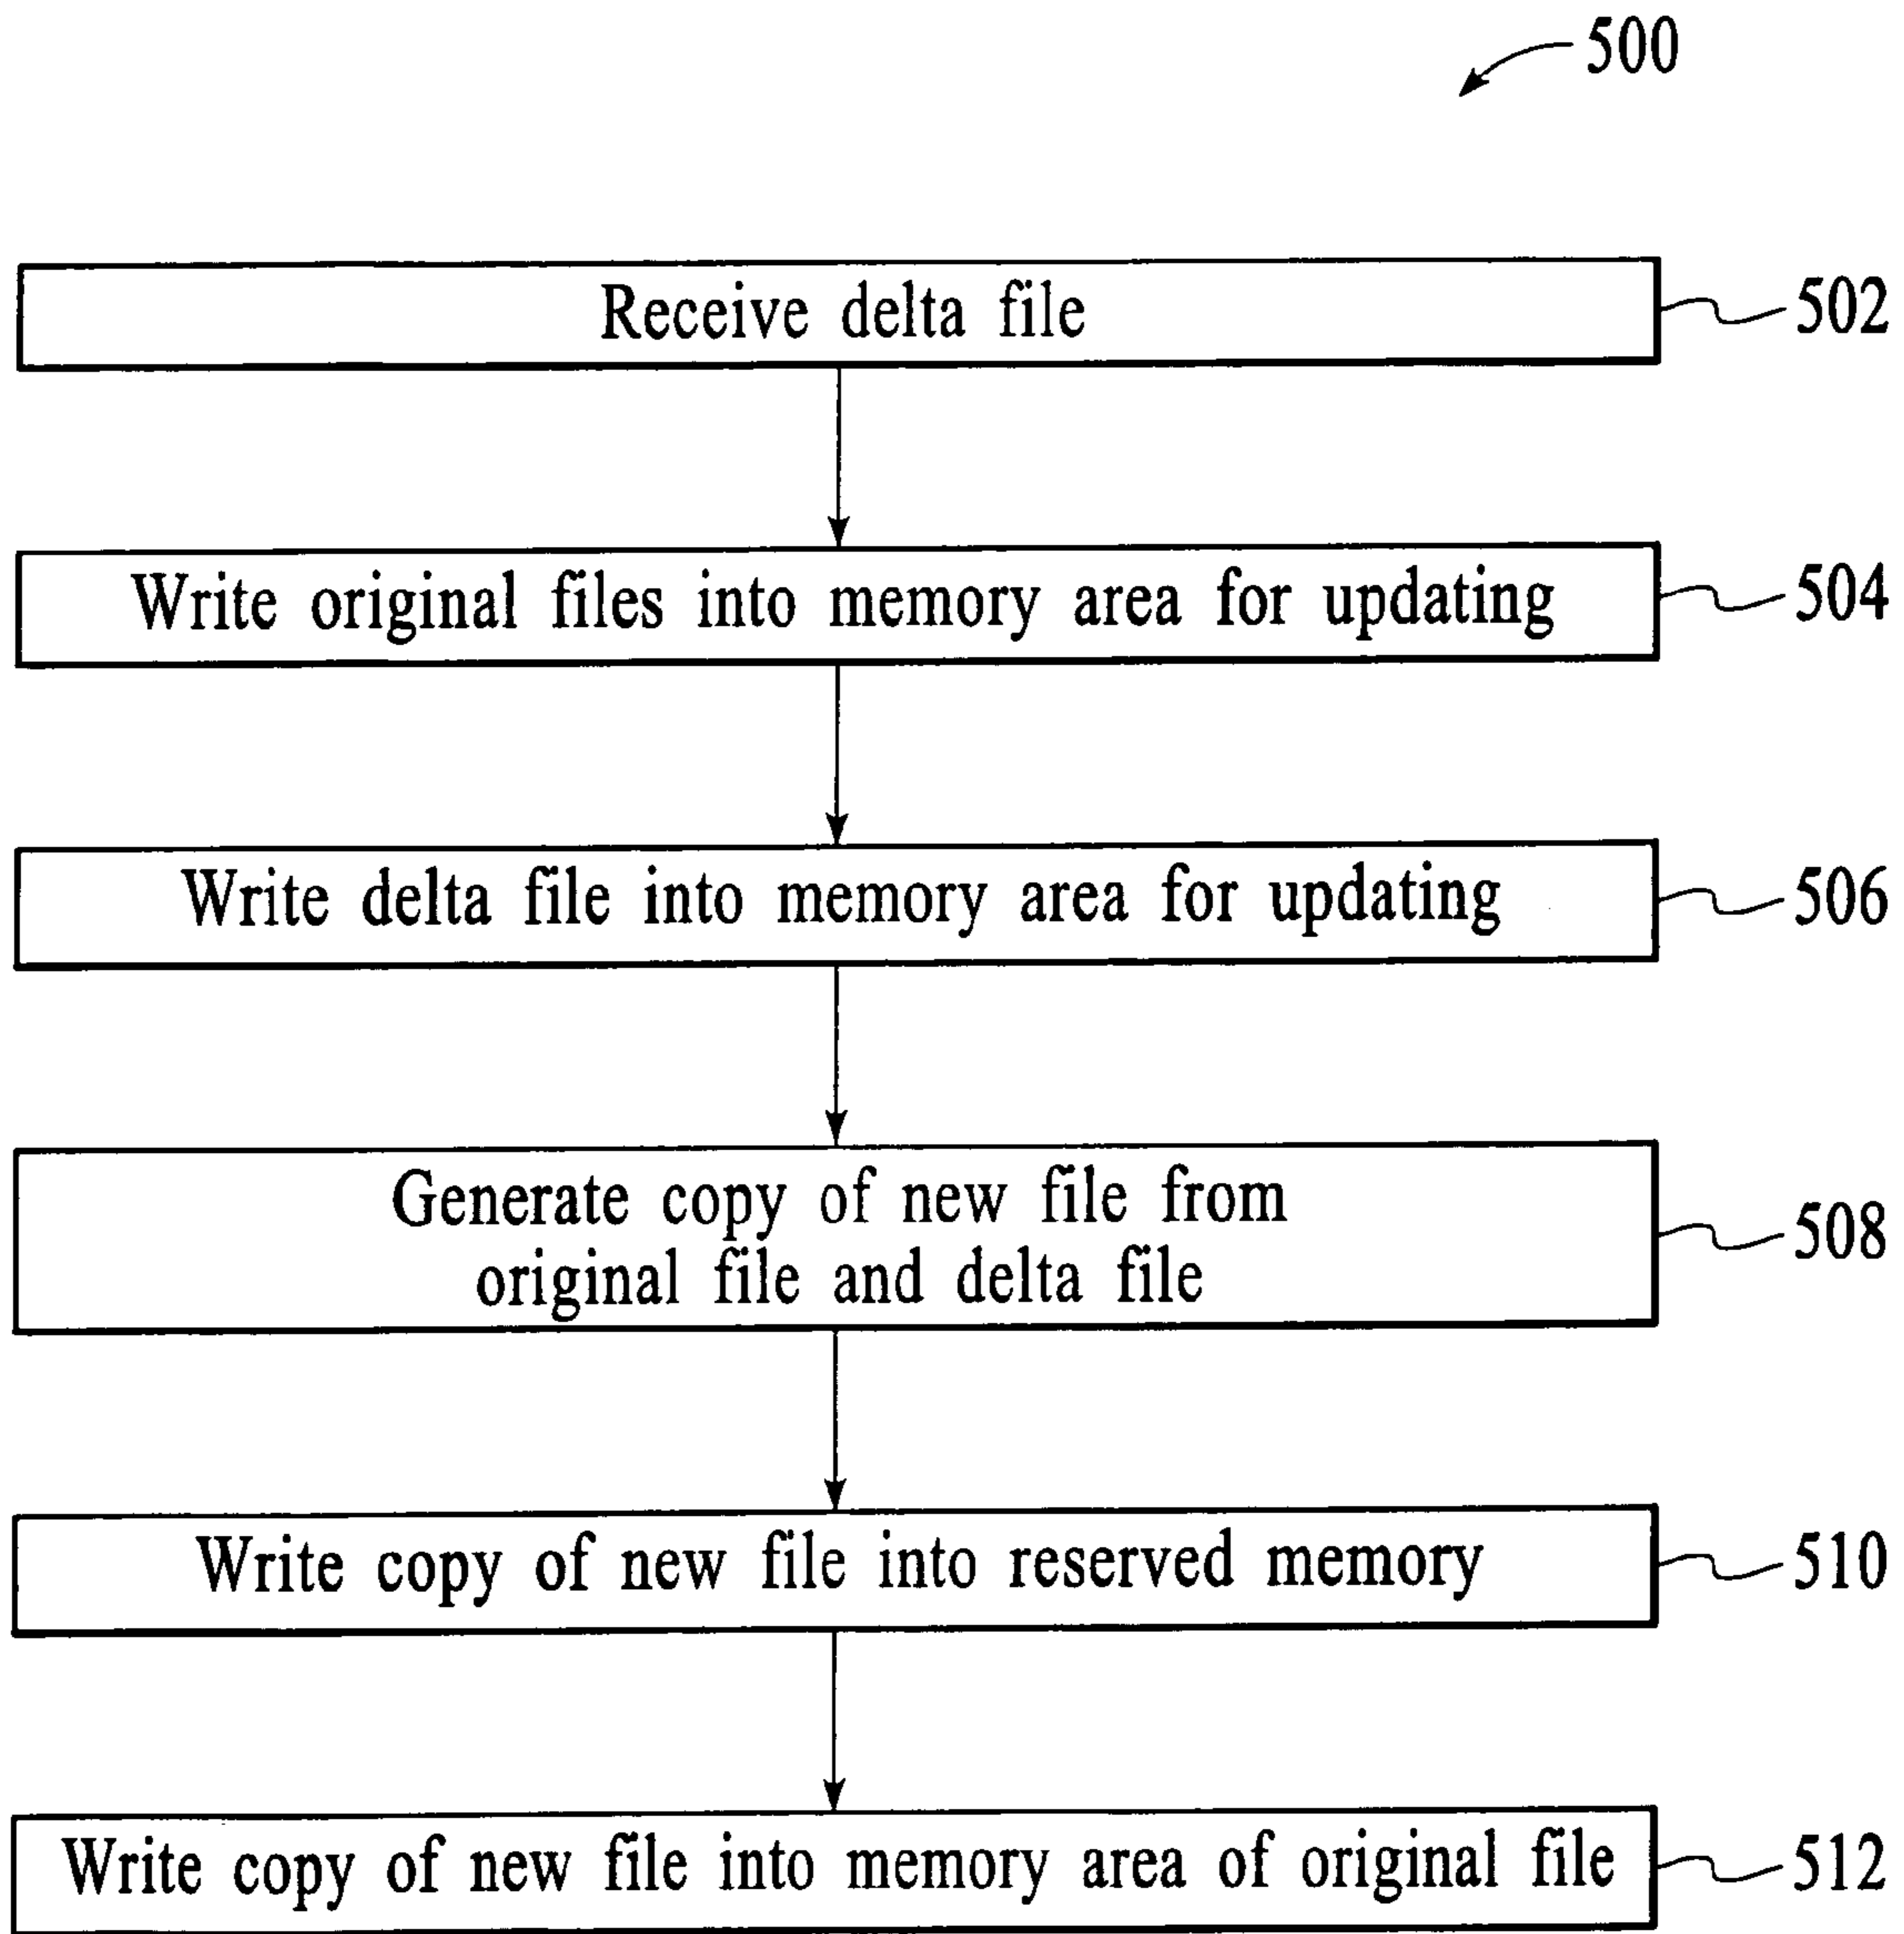 500
Receive delta file
502
Write original files into memory area for updating
504
Write delta file into memory area for updating
506
Generate copy of new file from
original file and delta file
508
Write copy of new file into reserved memory
510
Write copy of new file into memory area of original file
512